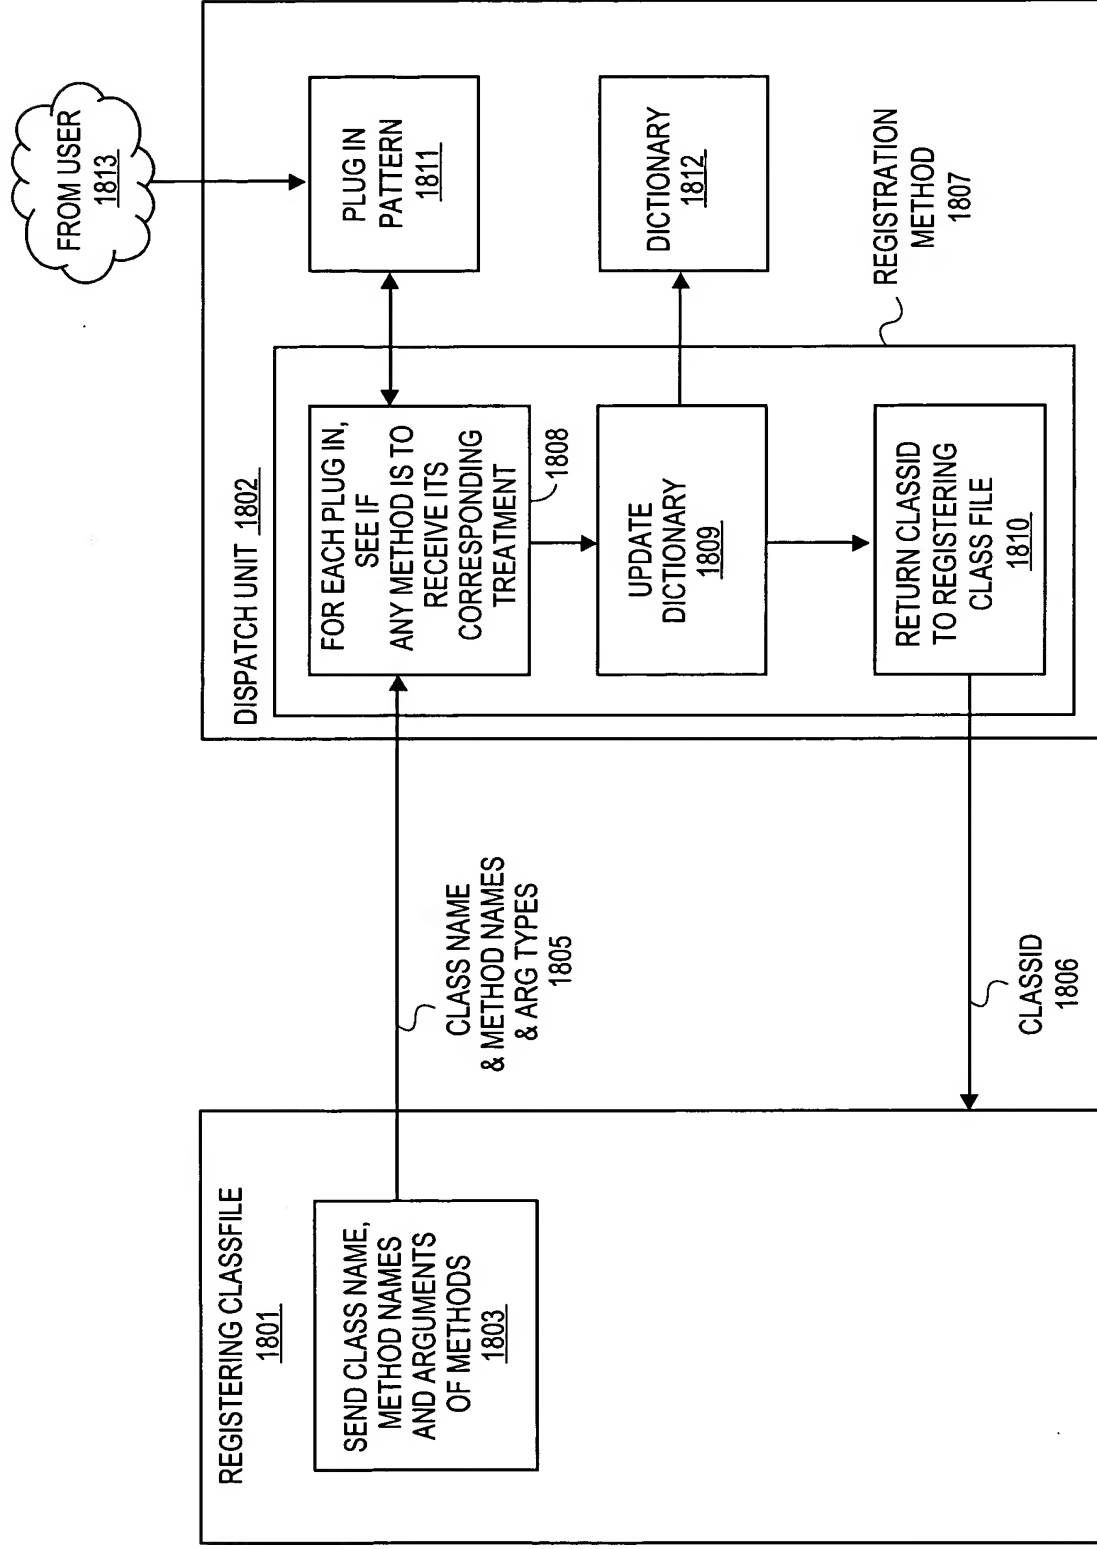 REGISTERING CLASSFILE
1801
SEND CLASS NAME,
METHOD NAMES
AND ARGUMENTS
OF METHODS
1803
CLASS NAME
& METHOD NAMES
& ARG TYPES
1805
CLASSID
1806
DISPATCH UNIT 1802
FOR EACH PLUG IN,
SEE IF
ANY METHOD IS TO
RECEIVE ITS
CORRESPONDING
TREATMENT
1808
UPDATE
DICTIONARY
1809
RETURN CLASSID
TO REGISTERING
CLASS FILE
1810
PLUG IN
PATTERN
1811
DICTIONARY
1812
REGISTRATION
METHOD
1807
FROM USER
1813